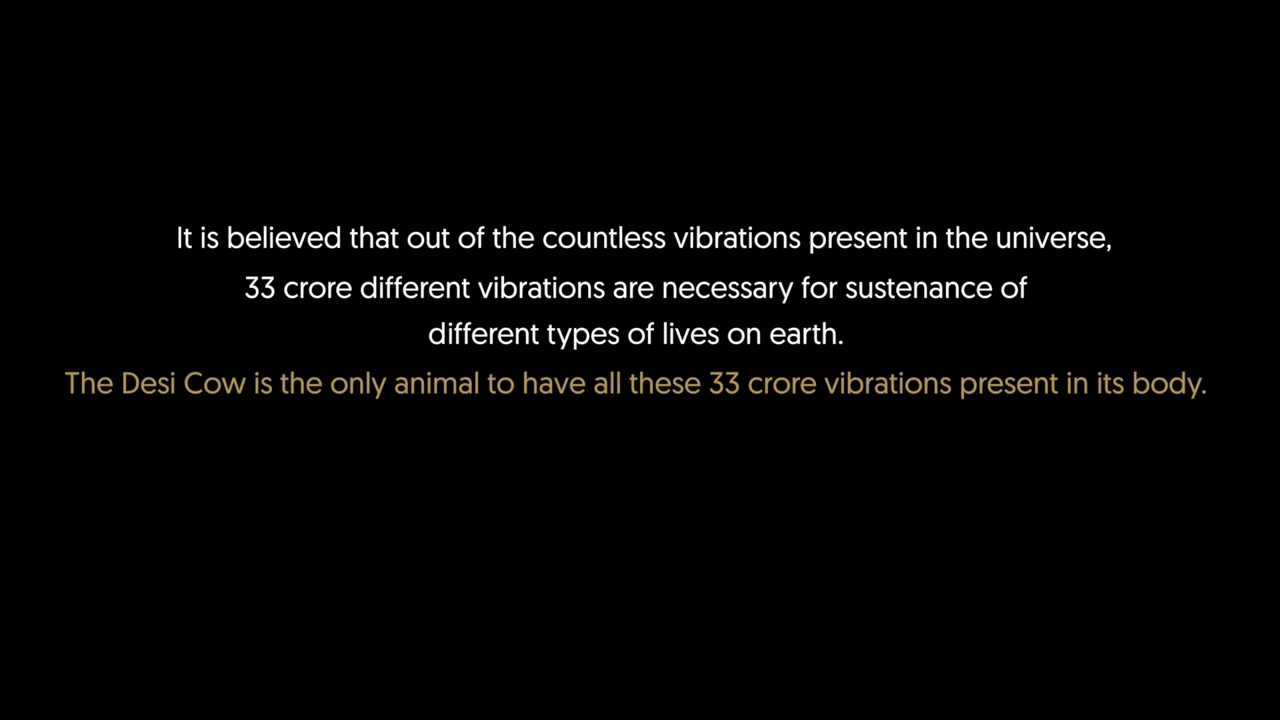 It is believed that out of the countless vibrations present in the universe,
33 crore different vibrations are necessary for sustenance of
different types of lives on earth.
The Desi Cow is the only animal to have all these 33 crore vibrations present in its body.